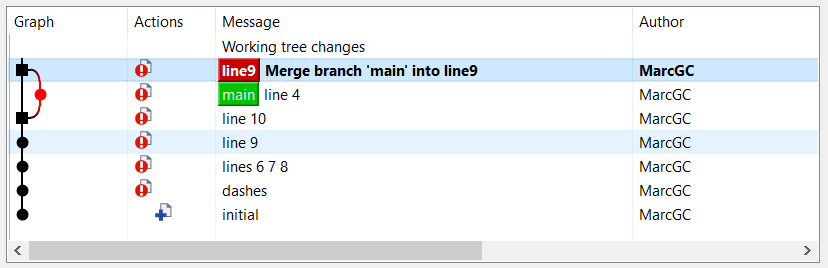 Graph Actions Message Author
Working tree changes
line9 Merge branch 'main' into line9 MarcGC
main line 4 MarcGC
line 10 MarcGC
line 9 MarcGC
lines 6 7 8 MarcGC
dashes MarcGC
initial MarcGC